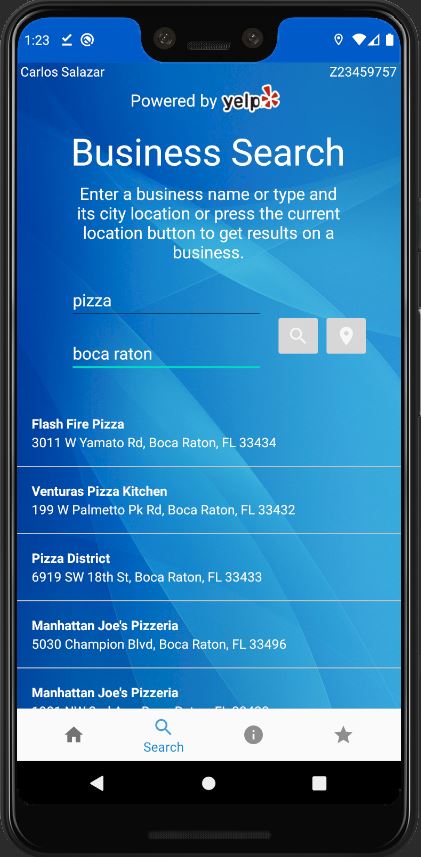 1:23
Carlos Salazar Z23459757
Powered by yelp
Business Search
Enter a business name or type and
its city location or press the current
location button to get results on a
business.
pizza
boca raton
Flash Fire Pizza
3011 W Yamato Rd, Boca Raton, FL 33434
Venturas Pizza Kitchen
199 W Palmetto Pk Rd, Boca Raton, FL 33432
Pizza District
6919 SW 18th St, Boca Raton, FL 33433
Manhattan Joe's Pizzeria
5030 Champion Blvd, Boca Raton, FL 33496
Manhattan Joe's Pizzeria
Search